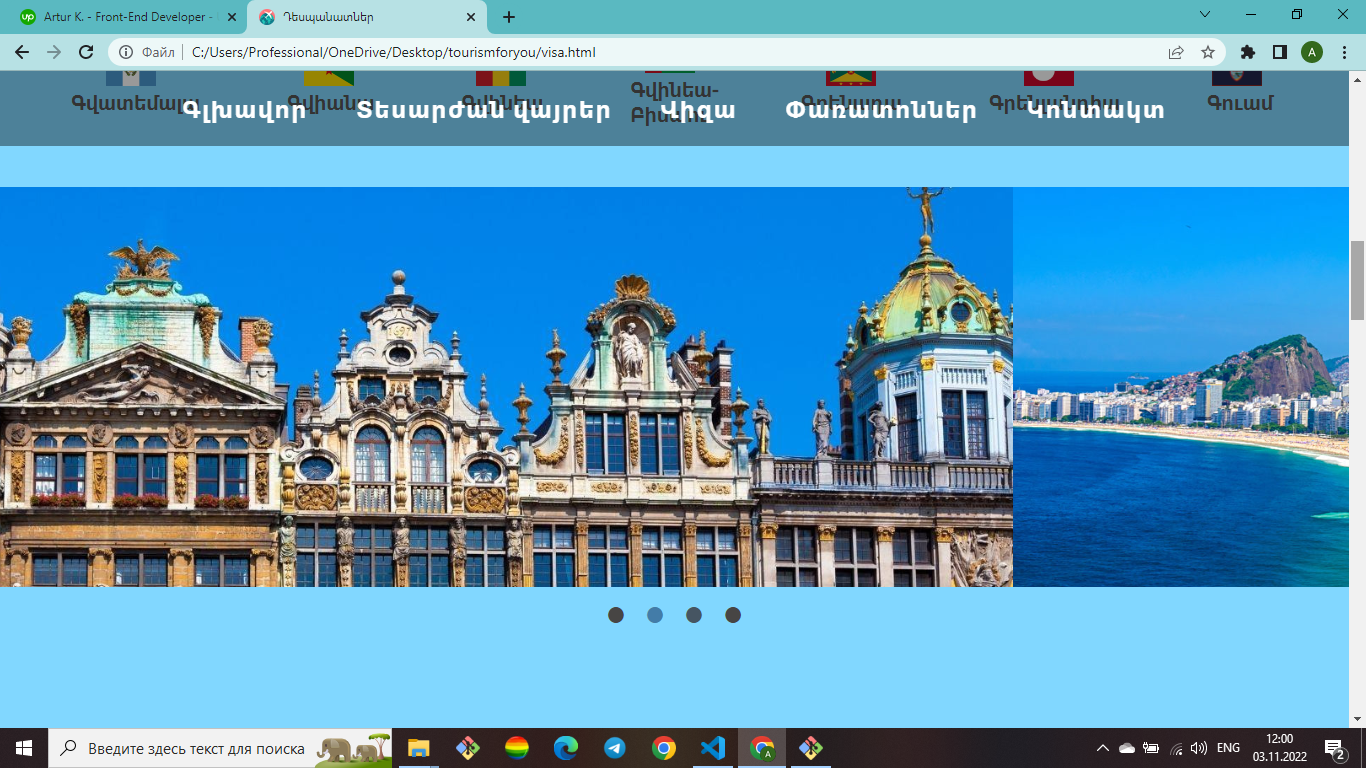 Artur K. - Front-End Developer -
Դեսպանատներ
Файл
C:/Users/Professional/OneDrive/Desktop/tourismforyou/visa.html
A
Գվատեմալա
Գվիանա
Գվինեա
Գվինեա-
Բիսաու
Գրենադա
Գրենլանդիա
Գուամ
Գլխավոր
Տեսարժան վայրեր
Վիզա
Փառատոններ
Կոնտակտ
1697
Введите здесь текст для поиска
ENG
12:00
03.11.2022
2